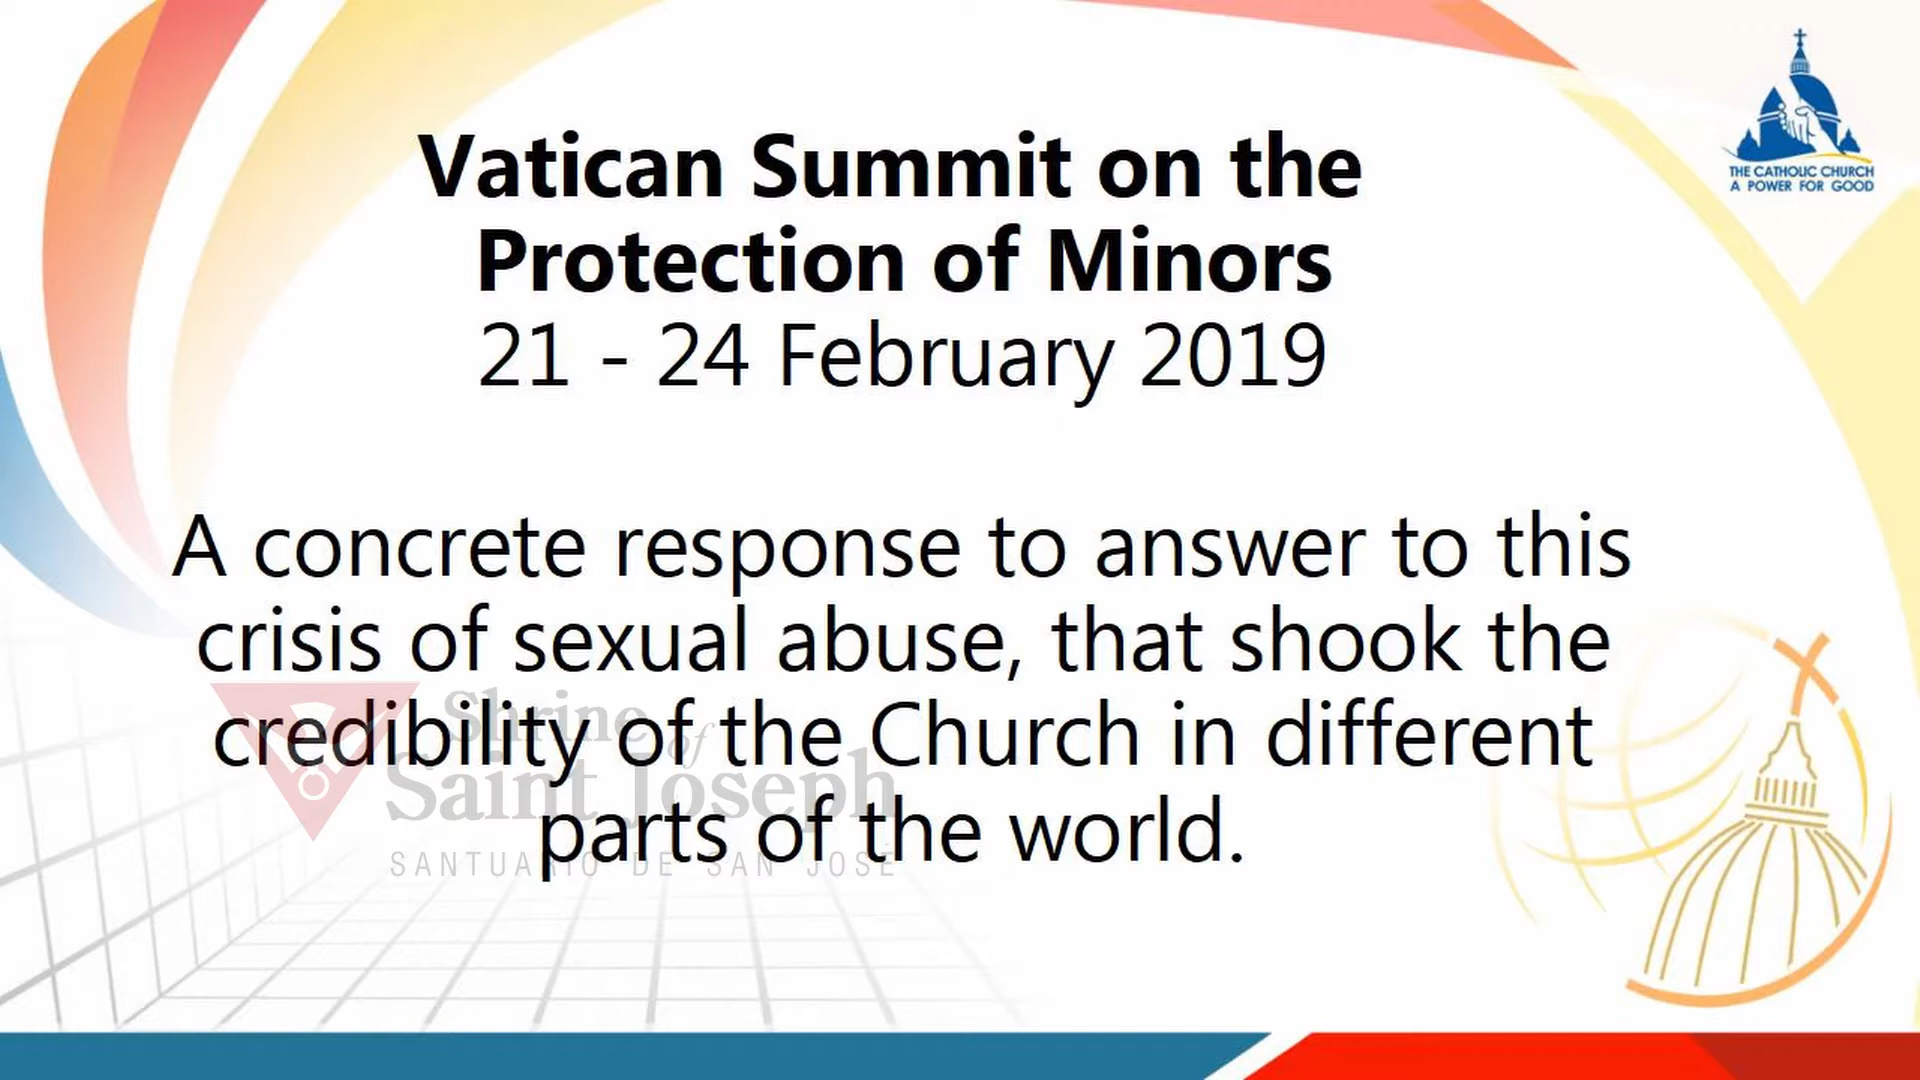 THE CATHOLIC CHURCH
A POWER FOR GOOD
Vatican Summit on the
Protection of Minors
21 - 24 February 2019
A concrete response to answer to this
crisis of sexual abuse, that shook the
credibility of the Church in different
parts of the world.
Shrine of
Saint Joseph
SANTUARIO DE SAN JOSÉ